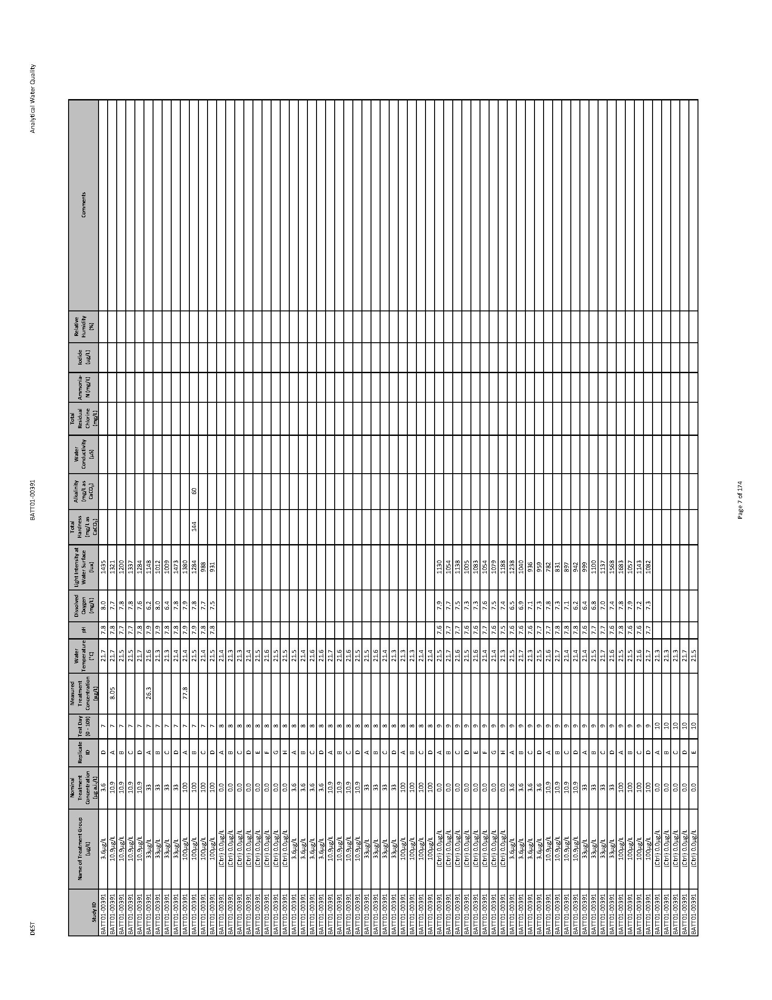 DEST BATT01-00391 Analytical Water Quality
Study ID | Name of Treatment Group (µg/L) | Nominal Treatment Concentration (µg a.i./L) | Replicate ID | Test Day (0 - 109) | Measured Treatment Concentration (µg/L) | Water Temperature (°C) | pH | Dissolved Oxygen (mg/L) | Light Intensity at Water Surface (lux) | Total Hardness (mg/L as CaCO₃) | Alkalinity (mg/L as CaCO₃) | Water Conductivity (µS) | Total Residual Chlorine (mg/L) | Ammonia-N (mg/L) | Iodide (µg/L) | Relative Humidity (%) | Comments
BATT01-00391 3.6µg/L 3.6 D 7 21.7 7.8 8.0 1435
BATT01-00391 10.9µg/L 10.9 A 7 8.05 21.7 7.8 7.7 1321
BATT01-00391 10.9µg/L 10.9 B 7 21.5 7.7 7.8 1200
BATT01-00391 10.9µg/L 10.9 C 7 21.5 7.7 7.8 1337
BATT01-00391 10.9µg/L 10.9 D 7 21.7 7.8 7.6 1284
BATT01-00391 33µg/L 33 A 7 26.3 21.6 7.9 6.2 1148
BATT01-00391 33µg/L 33 B 7 21.3 7.9 8.0 1012
BATT01-00391 33µg/L 33 C 7 21.3 7.8 6.4 1009
BATT01-00391 33µg/L 33 D 7 21.4 7.8 7.8 1473
BATT01-00391 100µg/L 100 A 7 77.8 21.4 7.9 7.9 1380
BATT01-00391 100µg/L 100 B 7 21.5 7.9 7.8 1284 144 60
BATT01-00391 100µg/L 100 C 7 21.4 7.8 7.7 988
BATT01-00391 100µg/L 100 D 7 21.5 7.8 7.5 931
BATT01-00391 (Ctrl) 0.0µg/L 0.0 A 8 21.4
BATT01-00391 (Ctrl) 0.0µg/L 0.0 B 8 21.3
BATT01-00391 (Ctrl) 0.0µg/L 0.0 C 8 21.3
BATT01-00391 (Ctrl) 0.0µg/L 0.0 D 8 21.4
BATT01-00391 (Ctrl) 0.0µg/L 0.0 E 8 21.5
BATT01-00391 (Ctrl) 0.0µg/L 0.0 F 8 21.6
BATT01-00391 (Ctrl) 0.0µg/L 0.0 G 8 21.5
BATT01-00391 (Ctrl) 0.0µg/L 0.0 H 8 21.5
BATT01-00391 3.6µg/L 3.6 A 8 21.5
BATT01-00391 3.6µg/L 3.6 B 8 21.4
BATT01-00391 3.6µg/L 3.6 C 8 21.6
BATT01-00391 3.6µg/L 3.6 D 8 21.6
BATT01-00391 10.9µg/L 10.9 A 8 21.7
BATT01-00391 10.9µg/L 10.9 B 8 21.6
BATT01-00391 10.9µg/L 10.9 C 8 21.6
BATT01-00391 10.9µg/L 10.9 D 8 21.5
BATT01-00391 33µg/L 33 A 8 21.5
BATT01-00391 33µg/L 33 B 8 21.6
BATT01-00391 33µg/L 33 C 8 21.4
BATT01-00391 33µg/L 33 D 8 21.3
BATT01-00391 100µg/L 100 A 8 21.3
BATT01-00391 100µg/L 100 B 8 21.3
BATT01-00391 100µg/L 100 C 8 21.4
BATT01-00391 100µg/L 100 D 8 21.4
BATT01-00391 (Ctrl) 0.0µg/L 0.0 A 9 21.5 7.6 7.9 1130
BATT01-00391 (Ctrl) 0.0µg/L 0.0 B 9 21.7 7.7 7.7 1054
BATT01-00391 (Ctrl) 0.0µg/L 0.0 C 9 21.6 7.7 7.5 1138
BATT01-00391 (Ctrl) 0.0µg/L 0.0 D 9 21.5 7.6 7.3 1005
BATT01-00391 (Ctrl) 0.0µg/L 0.0 E 9 21.6 7.6 7.3 1083
BATT01-00391 (Ctrl) 0.0µg/L 0.0 F 9 21.4 7.7 7.6 1054
BATT01-00391 (Ctrl) 0.0µg/L 0.0 G 9 21.4 7.6 7.5 1079
BATT01-00391 (Ctrl) 0.0µg/L 0.0 H 9 21.3 7.5 7.4 1188
BATT01-00391 3.6µg/L 3.6 A 9 21.5 7.6 6.5 1238
BATT01-00391 3.6µg/L 3.6 B 9 21.7 7.6 6.9 1040
BATT01-00391 3.6µg/L 3.6 C 9 21.3 7.6 7.1 936
BATT01-00391 3.6µg/L 3.6 D 9 21.5 7.7 7.3 959
BATT01-00391 10.9µg/L 10.9 A 9 21.6 7.7 7.8 782
BATT01-00391 10.9µg/L 10.9 B 9 21.7 7.8 7.3 831
BATT01-00391 10.9µg/L 10.9 C 9 21.4 7.8 7.1 897
BATT01-00391 10.9µg/L 10.9 D 9 21.4 7.8 6.2 942
BATT01-00391 33µg/L 33 A 9 21.4 7.6 6.4 999
BATT01-00391 33µg/L 33 B 9 21.5 7.7 6.8 1100
BATT01-00391 33µg/L 33 C 9 21.7 7.7 7.0 1137
BATT01-00391 33µg/L 33 D 9 21.6 7.6 7.4 1568
BATT01-00391 100µg/L 100 A 9 21.5 7.8 7.8 1683
BATT01-00391 100µg/L 100 B 9 21.5 7.6 7.9 1057
BATT01-00391 100µg/L 100 C 9 21.6 7.6 7.2 1143
BATT01-00391 100µg/L 100 D 9 21.7 7.7 7.3 1082
BATT01-00391 (Ctrl) 0.0µg/L 0.0 A 10 21.3
BATT01-00391 (Ctrl) 0.0µg/L 0.0 B 10 21.3
BATT01-00391 (Ctrl) 0.0µg/L 0.0 C 10 21.3
BATT01-00391 (Ctrl) 0.0µg/L 0.0 D 10 21.7
BATT01-00391 (Ctrl) 0.0µg/L 0.0 E 10 21.5
Page 7 of 174